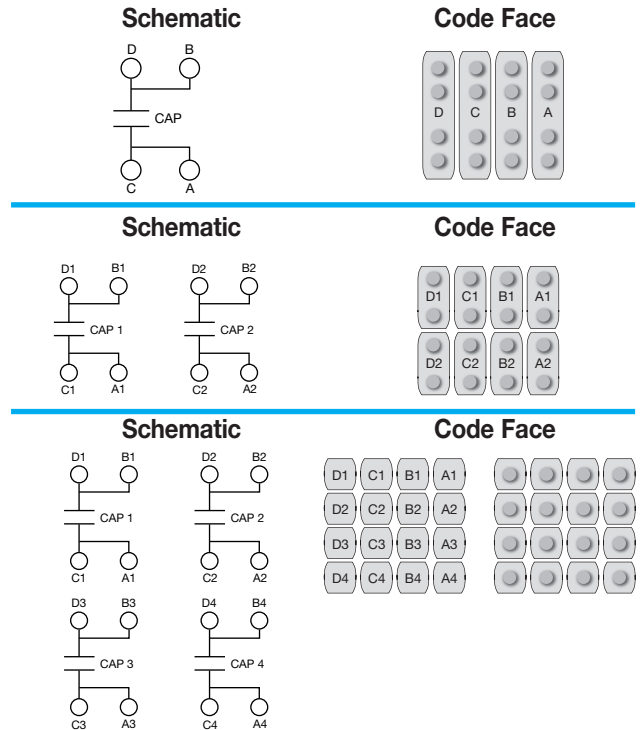 Schematic Code Face
D B
CAP
C A
D C B A
Schematic Code Face
D1 B1 D2 B2
CAP 1 CAP 2
C1 A1 C2 A2
D1 C1 B1 A1
D2 C2 B2 A2
Schematic Code Face
D1 B1 D2 B2
CAP 1 CAP 2
C1 A1 C2 A2
D3 B3 D4 B4
CAP 3 CAP 4
C3 A3 C4 A4
D1 C1 B1 A1
D2 C2 B2 A2
D3 C3 B3 A3
D4 C4 B4 A4